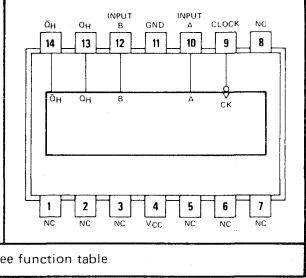 Q̄H QH INPUT B GND INPUT A CLOCK NC
14 13 12 11 10 9 8
Q̄H QH B A CK
1 2 3 4 5 6 7
NC NC NC VCC NC NC NC
ee function table